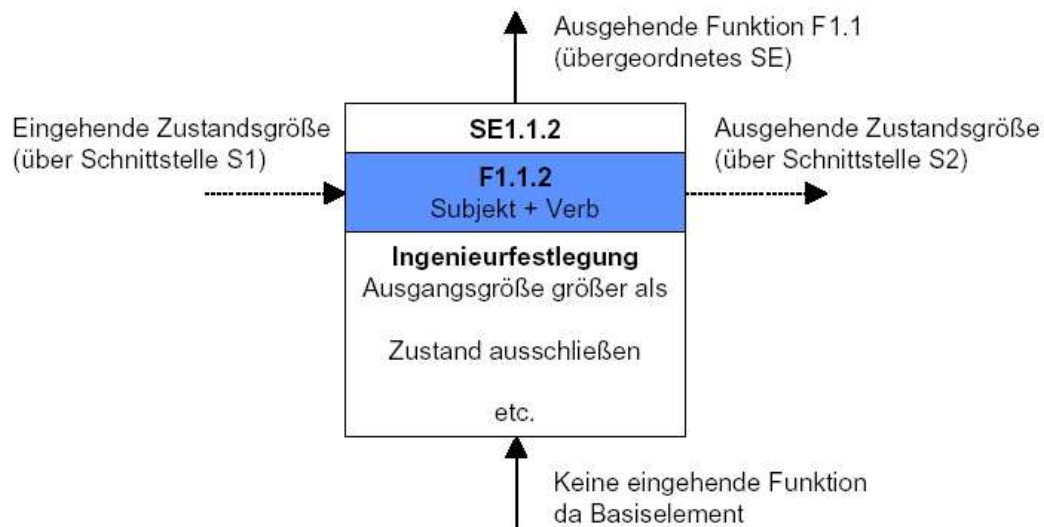 Ausgehende Funktion F1.1
(übergeordnetes SE)
Eingehende Zustandsgröße
(über Schnittstelle S1)
SE1.1.2
F1.1.2
Subjekt + Verb
Ingenieurfestlegung
Ausgangsgröße größer als
Zustand ausschließen
etc.
Ausgehende Zustandsgröße
(über Schnittstelle S2)
Keine eingehende Funktion
da Basiselement